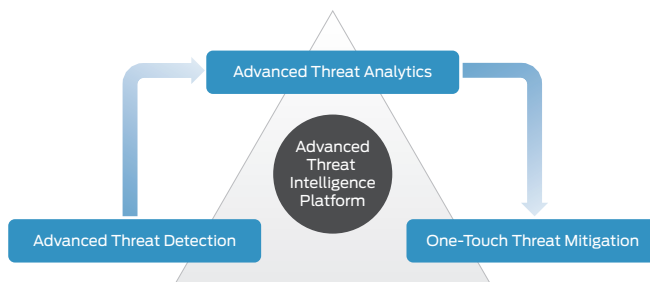 Advanced Threat Analytics
Advanced
Threat
Intelligence
Platform
Advanced Threat Detection
One-Touch Threat Mitigation